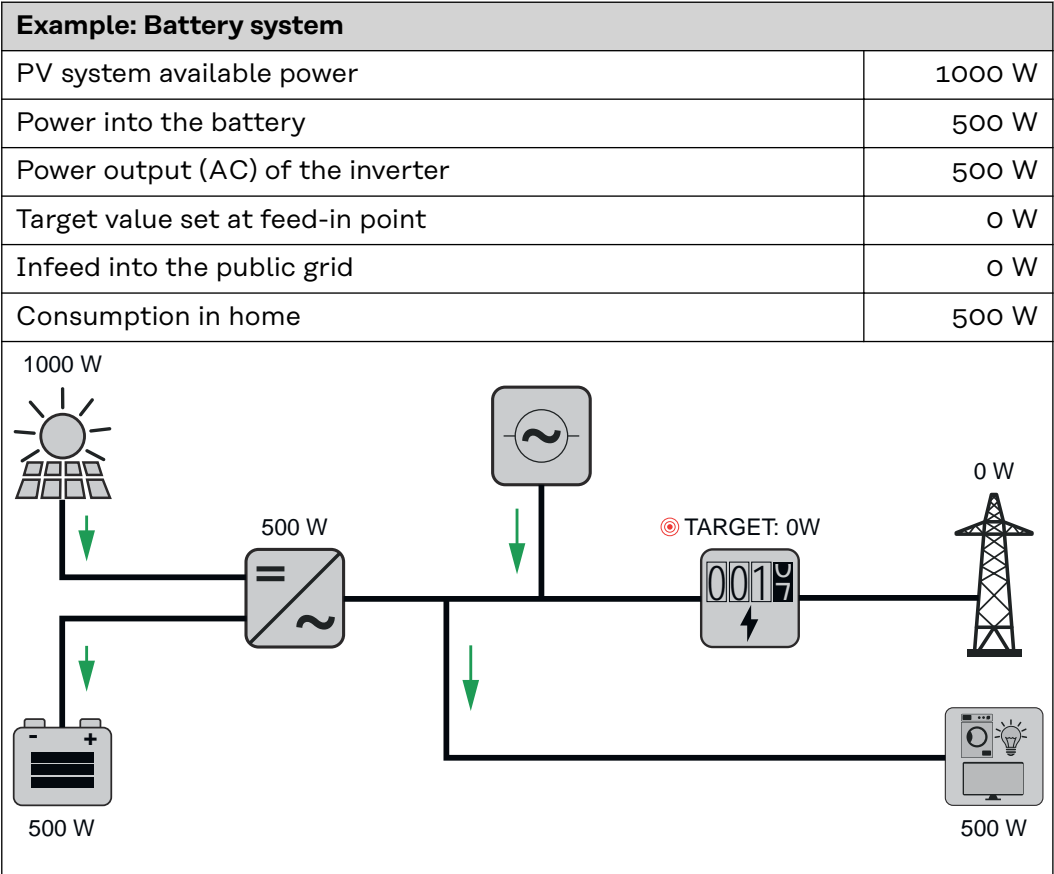 Example: Battery system
PV system available power 1000 W
Power into the battery 500 W
Power output (AC) of the inverter 500 W
Target value set at feed-in point 0 W
Infeed into the public grid 0 W
Consumption in home 500 W
1000 W
0 W
500 W
TARGET: 0W
001
- +
500 W
500 W